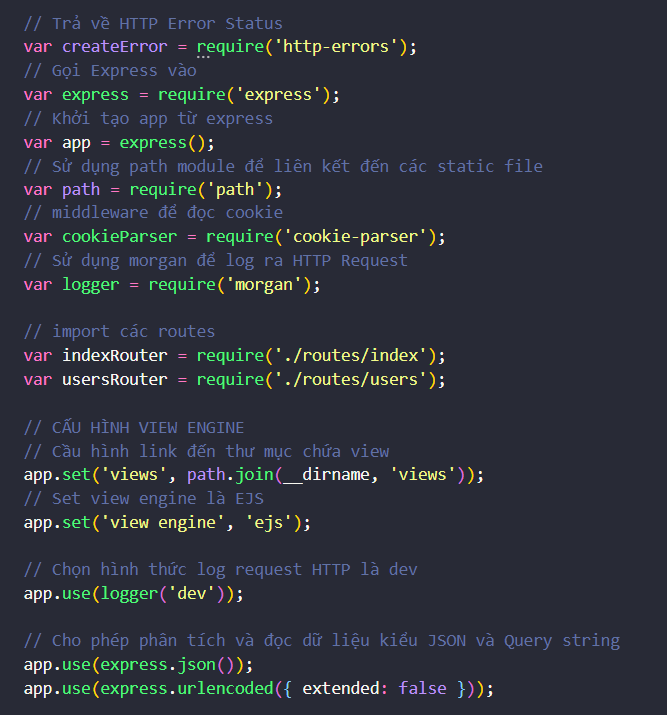 // Trả về HTTP Error Status
var createError = require('http-errors');
// Gọi Express vào
var express = require('express');
// Khởi tạo app từ express
var app = express();
// Sử dụng path module để liên kết đến các static file
var path = require('path');
// middleware để đọc cookie
var cookieParser = require('cookie-parser');
// Sử dụng morgan để log ra HTTP Request
var logger = require('morgan');
// import các routes
var indexRouter = require('./routes/index');
var usersRouter = require('./routes/users');
// CẤU HÌNH VIEW ENGINE
// Cầu hình link đến thư mục chứa view
app.set('views', path.join(__dirname, 'views'));
// Set view engine là EJS
app.set('view engine', 'ejs');
// Chọn hình thức log request HTTP là dev
app.use(logger('dev'));
// Cho phép phân tích và đọc dữ liệu kiểu JSON và Query string
app.use(express.json());
app.use(express.urlencoded({ extended: false }));